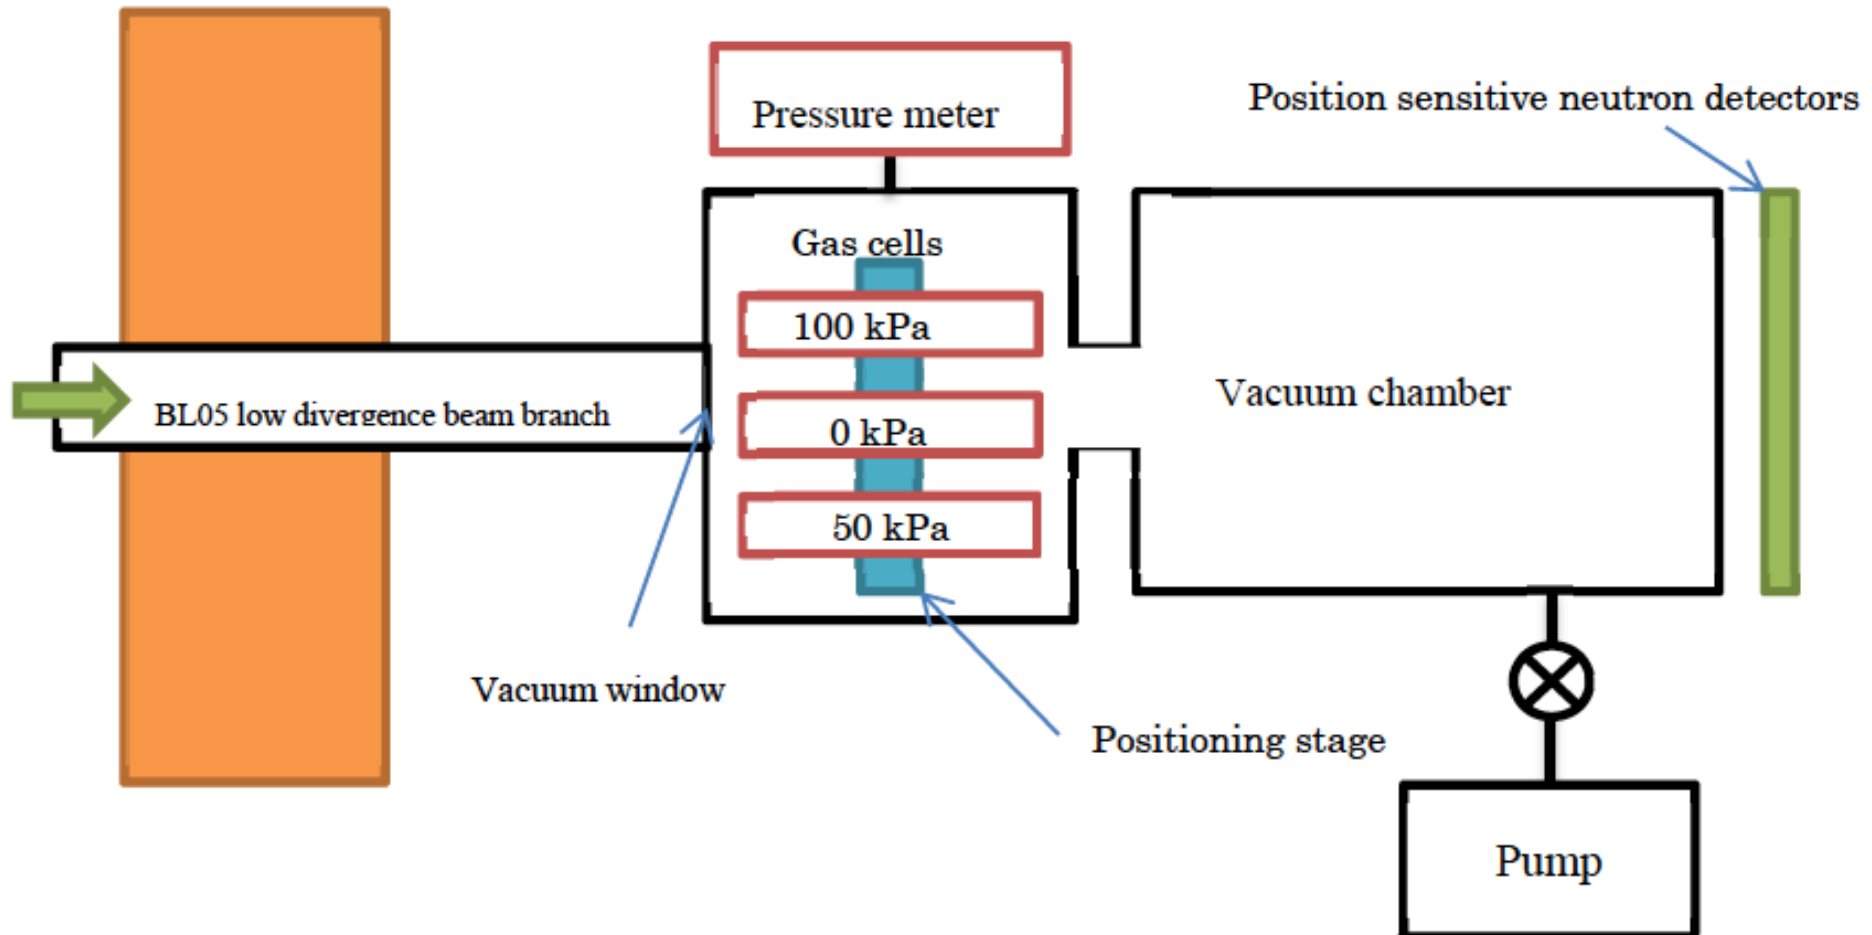 Pressure meter
Position sensitive neutron detectors
Gas cells
100 kPa
BL05 low divergence beam branch
0 kPa
Vacuum chamber
50 kPa
Vacuum window
Positioning stage
Pump